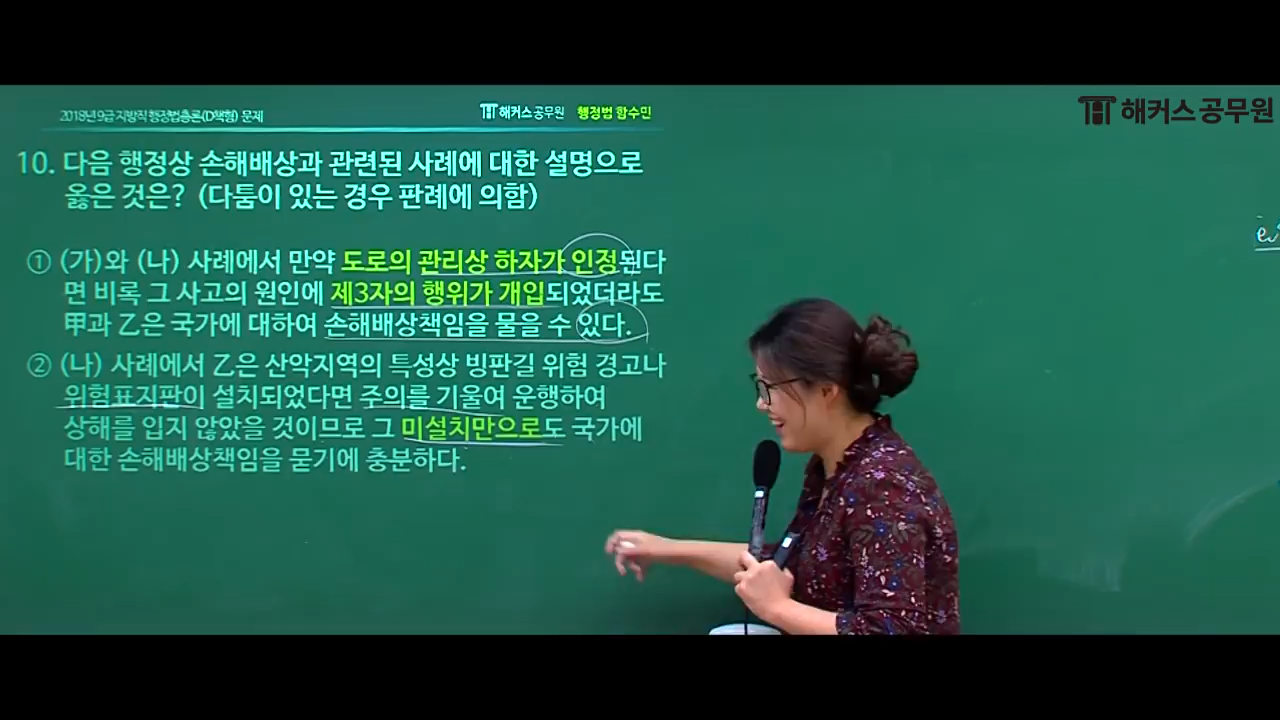 해커스공무원
2018년 9급 지방직 행정법총론(D책형) 문제
해커스공무원 행정법 함수민
10. 다음 행정상 손해배상과 관련된 사례에 대한 설명으로
옳은 것은? (다툼이 있는 경우 판례에 의함)
① (가)와 (나) 사례에서 만약 도로의 관리상 하자가 인정된다
면 비록 그 사고의 원인에 제3자의 행위가 개입되었더라도
甲과 乙은 국가에 대하여 손해배상책임을 물을 수 있다.
② (나) 사례에서 乙은 산악지역의 특성상 빙판길 위험 경고나
위험표지판이 설치되었다면 주의를 기울여 운행하여
상해를 입지 않았을 것이므로 그 미설치만으로도 국가에
대한 손해배상책임을 묻기에 충분하다.